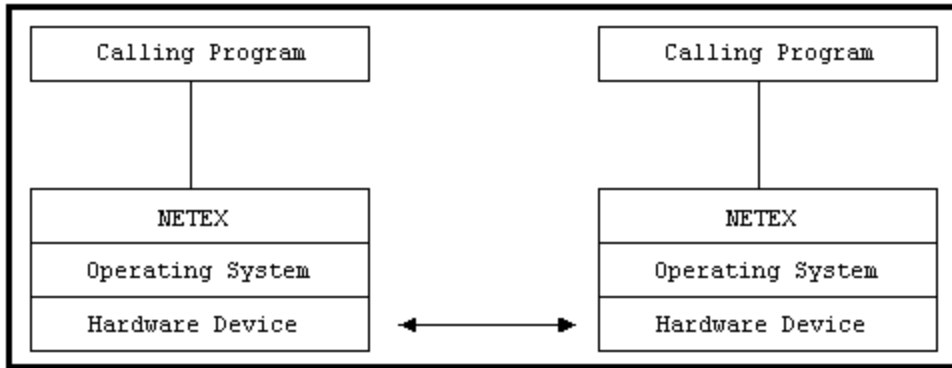 Calling Program
Calling Program
NETEX
NETEX
Operating System
Operating System
Hardware Device
Hardware Device